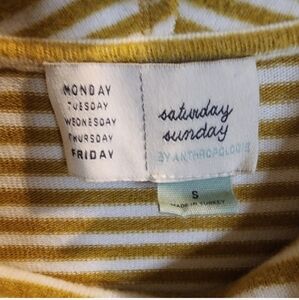 MONDAY
TUESDAY
WEDNESDAY
THURSDAY
FRIDAY
saturday
sunday
BY ANTHROPOLOGIE
S
MADE IN TURKEY